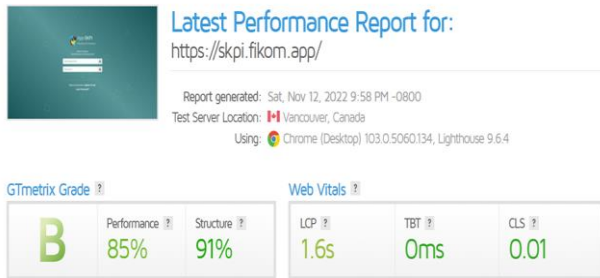 Latest Performance Report for:
https://skpi.fikom.app/
Report generated: Sat, Nov 12, 2022 9:58 PM -0800
Test Server Location: Vancouver, Canada
Using: Chrome (Desktop) 103.0.5060.134, Lighthouse 9.6.4
GTmetrix Grade ?
Web Vitals ?
B
Performance ?
85%
Structure ?
91%
LCP ?
1.6s
TBT ?
0ms
CLS ?
0.01